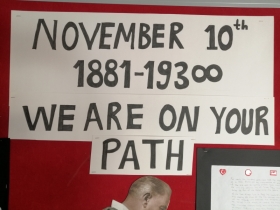 NOVEMBER 10th
1881-193∞
WE ARE ON YOUR
PATH